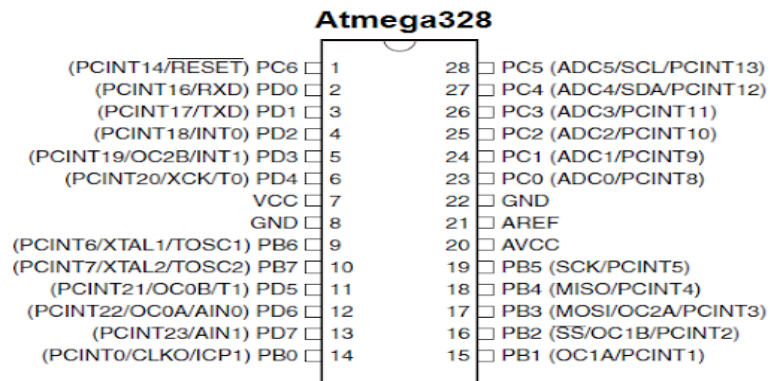 Atmega328
(PCINT14/RESET) PC6 1 28 PC5 (ADC5/SCL/PCINT13)
(PCINT16/RXD) PD0 2 27 PC4 (ADC4/SDA/PCINT12)
(PCINT17/TXD) PD1 3 26 PC3 (ADC3/PCINT11)
(PCINT18/INT0) PD2 4 25 PC2 (ADC2/PCINT10)
(PCINT19/OC2B/INT1) PD3 5 24 PC1 (ADC1/PCINT9)
(PCINT20/XCK/T0) PD4 6 23 PC0 (ADC0/PCINT8)
VCC 7 22 GND
GND 8 21 AREF
(PCINT6/XTAL1/TOSC1) PB6 9 20 AVCC
(PCINT7/XTAL2/TOSC2) PB7 10 19 PB5 (SCK/PCINT5)
(PCINT21/OC0B/T1) PD5 11 18 PB4 (MISO/PCINT4)
(PCINT22/OC0A/AIN0) PD6 12 17 PB3 (MOSI/OC2A/PCINT3)
(PCINT23/AIN1) PD7 13 16 PB2 (SS/OC1B/PCINT2)
(PCINT0/CLKO/ICP1) PB0 14 15 PB1 (OC1A/PCINT1)